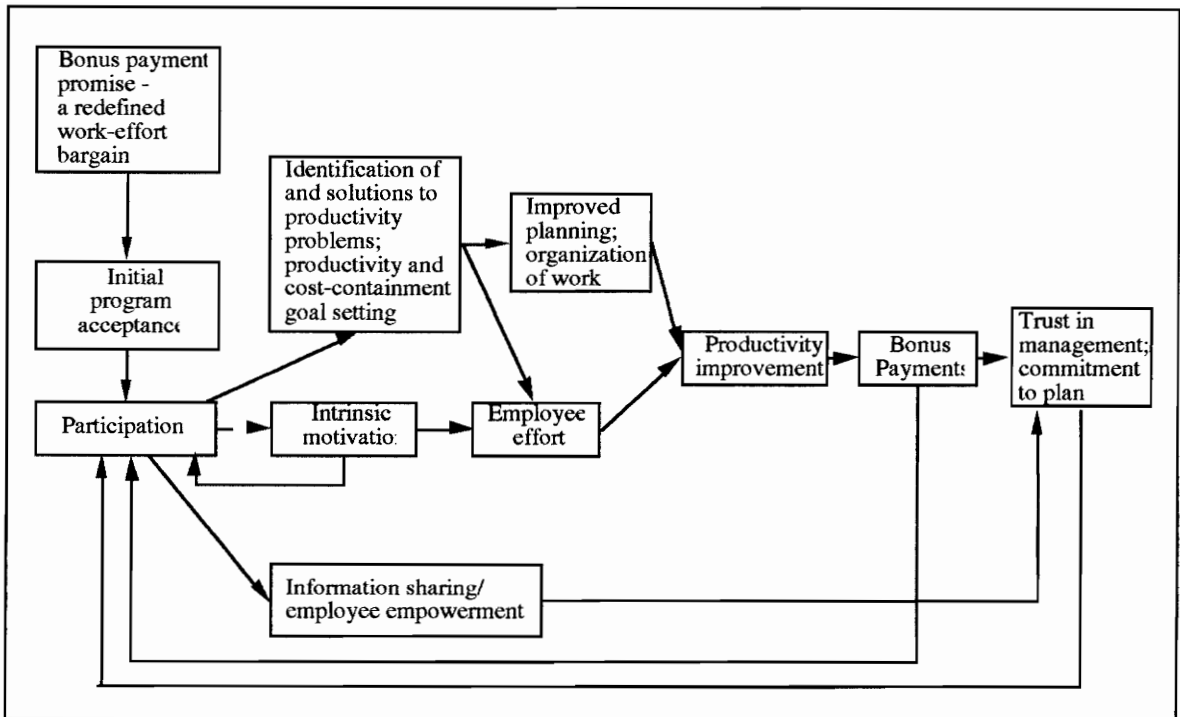 Bonus payment
promise -
a redefined
work-effort
bargain
Initial
program
acceptance
Participation
Identification of
and solutions to
productivity
problems;
productivity and
cost-containment
goal setting
Intrinsic
motivatio
Information sharing/
employee empowerment
Improved
planning;
organization
of work
Employee
effort
Productivity
improvement
Bonus
Payments
Trust in
management;
commitment
to plan